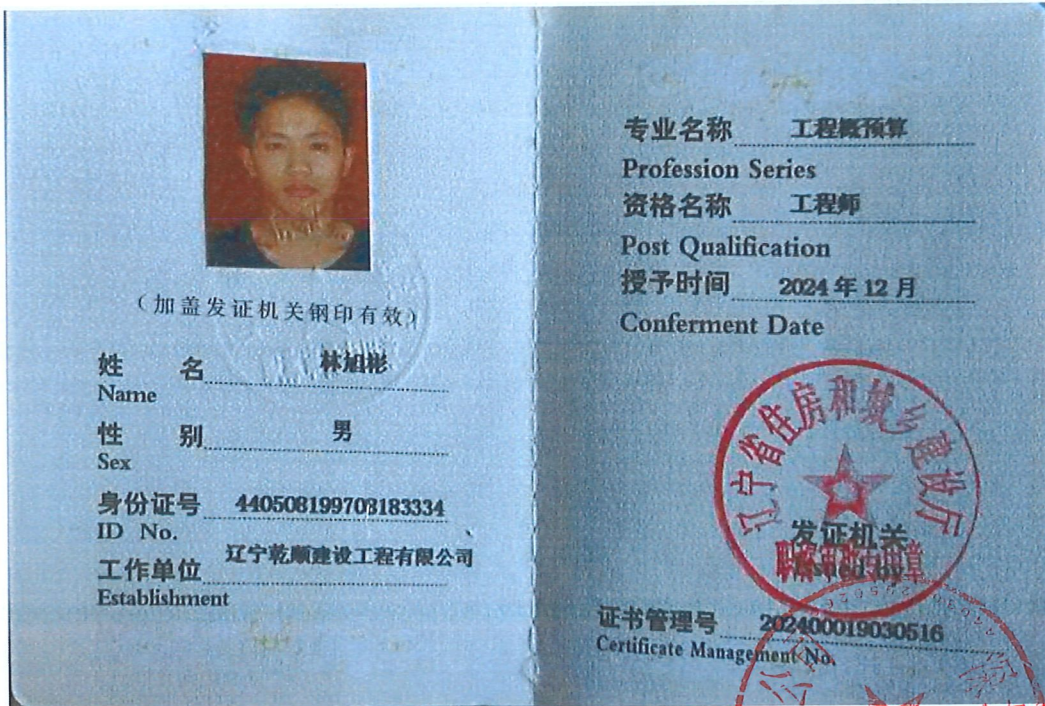 （加盖发证机关钢印有效）
姓 名 林旭彬
Name
性 别 男
Sex
身份证号 440508199708183334
ID No.
工作单位 辽宁乾顺建设工程有限公司
Establishment
专业名称 工程概预算
Profession Series
资格名称 工程师
Post Qualification
授予时间 2024年12月
Conferment Date
辽宁省住房和城乡建设厅
发证机关
Issued by
证书管理号 202400019030516
Certificate Management No.
公司